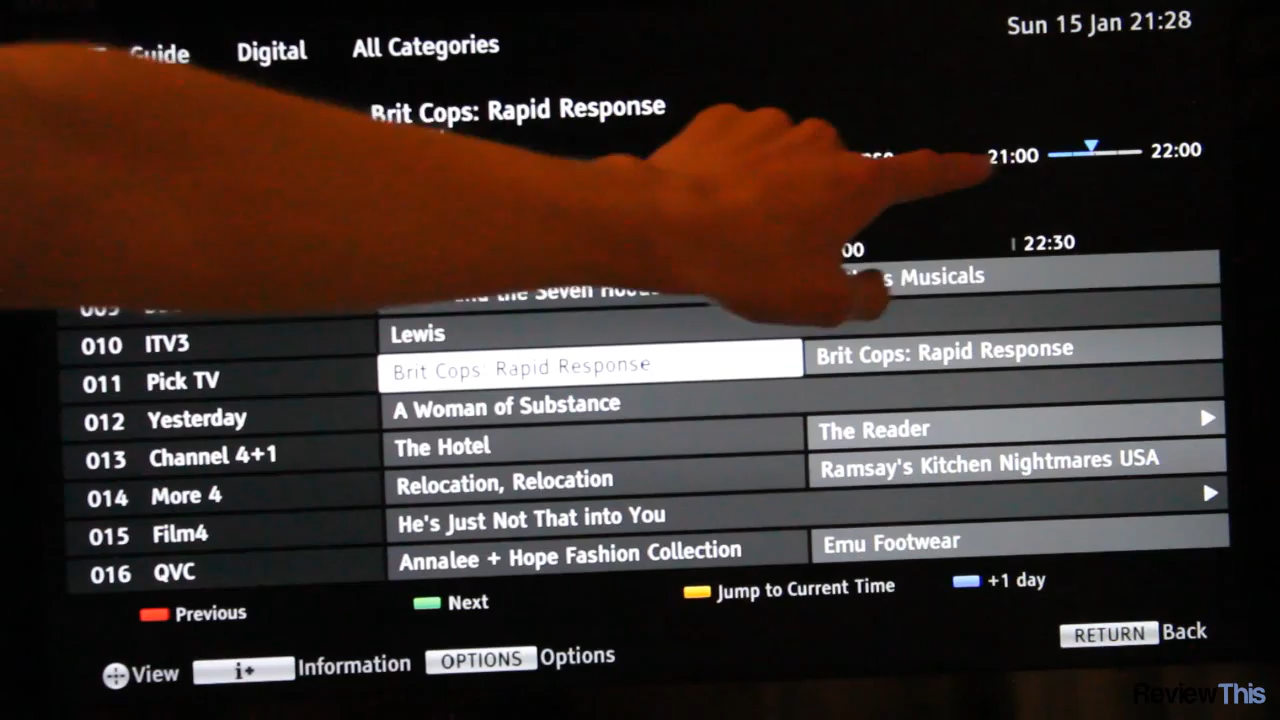 Sun 15 Jan 21:28
Guide Digital All Categories
Brit Cops: Rapid Response
21:00 22:00
22:30
and the Seven
Musicals
010 ITV3 Lewis
011 Pick TV Brit Cops: Rapid Response Brit Cops: Rapid Response
012 Yesterday A Woman of Substance
013 Channel 4+1 The Hotel The Reader
014 More 4 Relocation, Relocation Ramsay's Kitchen Nightmares USA
015 Film4 He's Just Not That into You
016 QVC Annalee + Hope Fashion Collection Emu Footwear
Previous Next Jump to Current Time +1 day
View i+ Information OPTIONS Options RETURN Back
ReviewThis